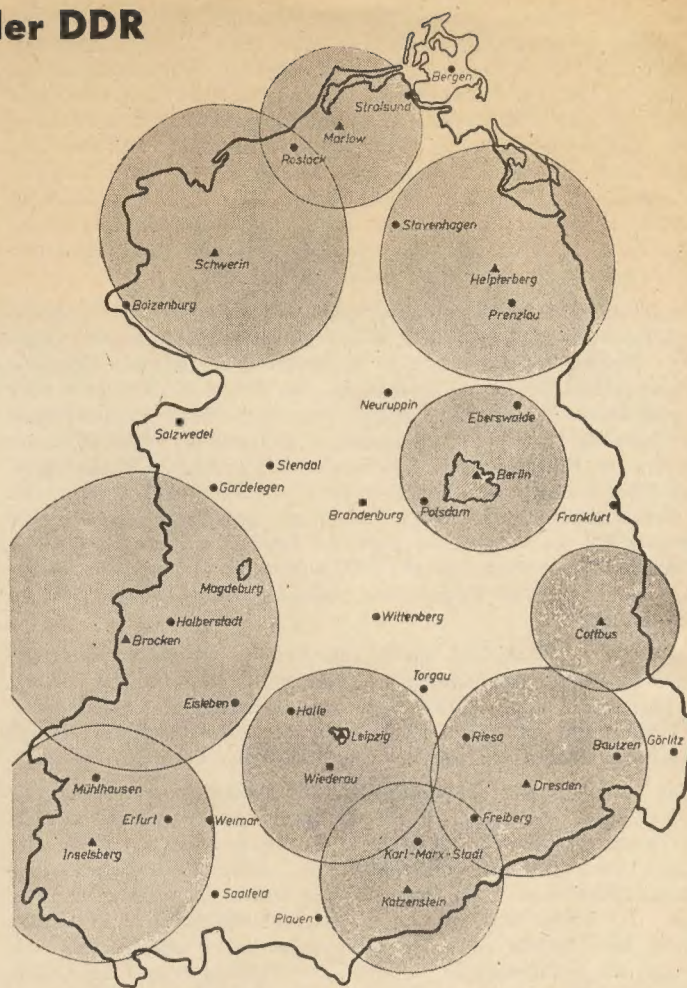 der DDR
Bergen
Stralsund
Marlow
Rostock
Stavenhagen
Schwerin
Helpterberg
Boizenburg
Prenzlau
Neuruppin
Eberswalde
Salzwedel
Stendal
Berlin
Gardelegen
Brandenburg
Potsdam
Frankfurt
Magdeburg
Halberstadt
Wittenberg
Cottbus
Brocken
Torgau
Eisleben
Halle
Leipzig
Riesa
Bautzen
Görlitz
Wiederau
Mühlhausen
Dresden
Erfurt
Weimar
Freiberg
Inselsberg
Karl-Marx-Stadt
Katzenstein
Saalfeld
Plauen